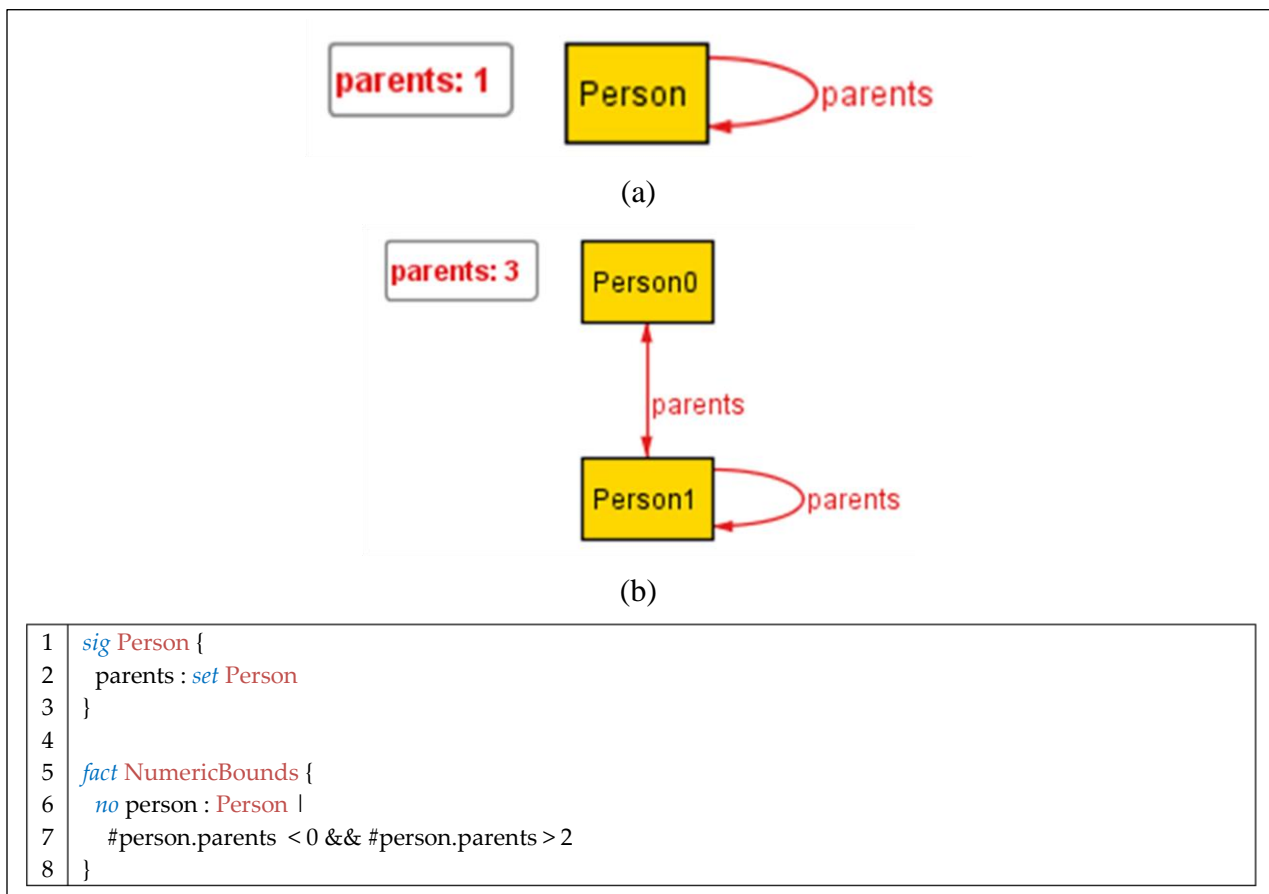 parents: 1
Person
parents
(a)
parents: 3
Person0
parents
Person1
parents
(b)
1 sig Person {
2 parents : set Person
3 }
4
5 fact NumericBounds {
6 no person : Person |
7 #person.parents < 0 && #person.parents > 2
8 }